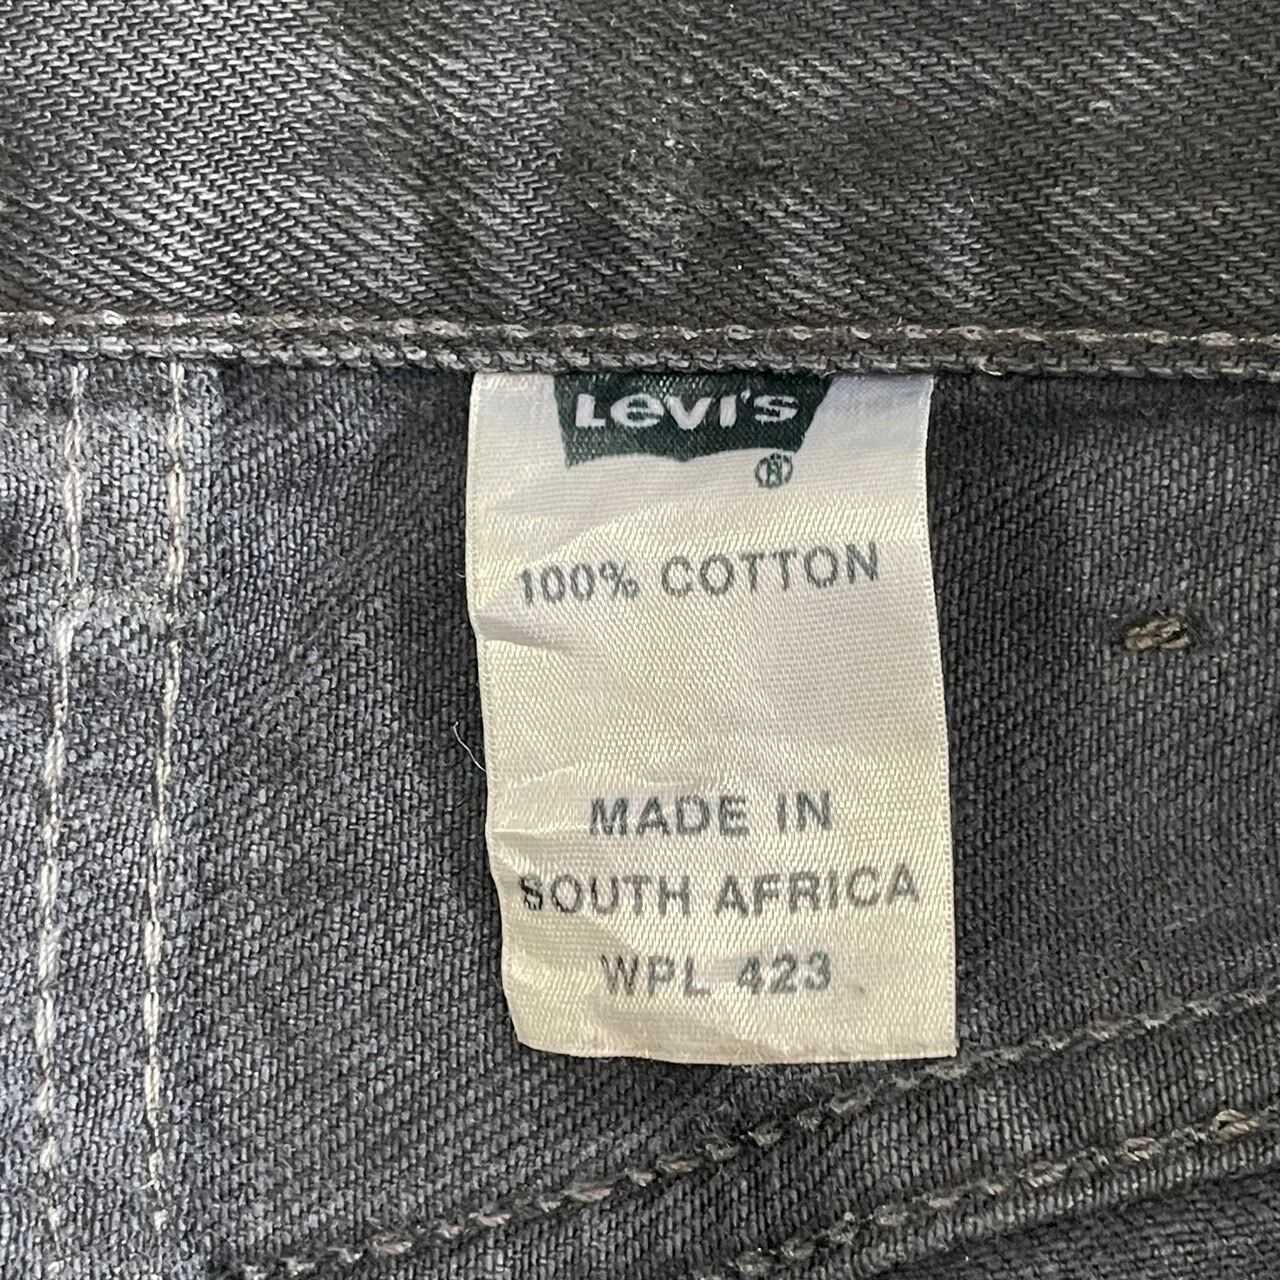 Levi's
®
100% COTTON
MADE IN
SOUTH AFRICA
WPL 423